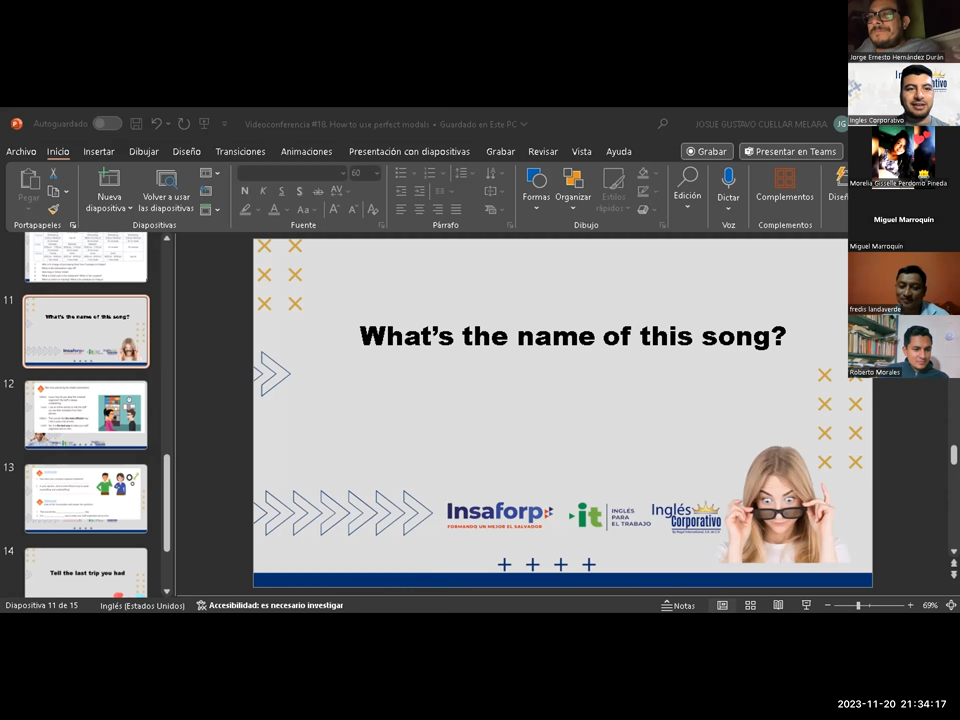 Jorge Ernesto Hernández Durán
Ingles Corporativo
Morelia Gisselle Perdomo Pineda
Miguel Marroquín
Miguel Marroquín
fredis landaverde
Roberto Morales
Autoguardado
Videoconferencia #18. How to use perfect modals • Guardado en Este PC
JOSUE GUSTAVO CUELLAR MELARA
JG
Archivo Inicio Insertar Dibujar Diseño Transiciones Animaciones Presentación con diapositivas Grabar Revisar Vista Ayuda
Grabar
Presentar en Teams
Pegar
Nueva diapositiva
Volver a usar las diapositivas
60
N K S S AV
Aa
Formas
Organizar
Estilos rápidos
Edición
Dictar
Complementos
Portapapeles
Diapositivas
Fuente
Párrafo
Dibujo
Voz
Complementos
11
What's the name of this song?
12
13
14
Tell the last trip you had
What's the name of this song?
Insaforp
FORMANDO UN MEJOR EL SALVADOR
it
INGLÉS
PARA EL
TRABAJO
Inglés
Corporativo
Diapositiva 11 de 15
Inglés (Estados Unidos)
Accesibilidad: es necesario investigar
Notas
69%
2023-11-20 21:34:17